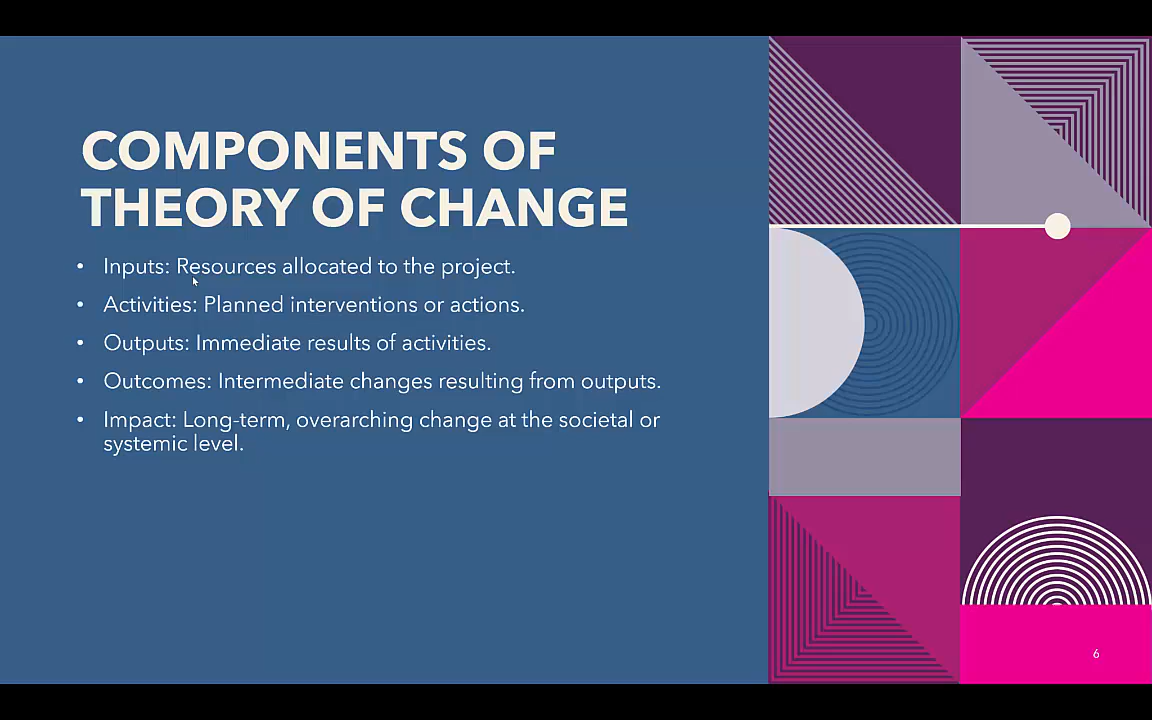 COMPONENTS OF
THEORY OF CHANGE
• Inputs: Resources allocated to the project.
• Activities: Planned interventions or actions.
• Outputs: Immediate results of activities.
• Outcomes: Intermediate changes resulting from outputs.
• Impact: Long-term, overarching change at the societal or
systemic level.
6